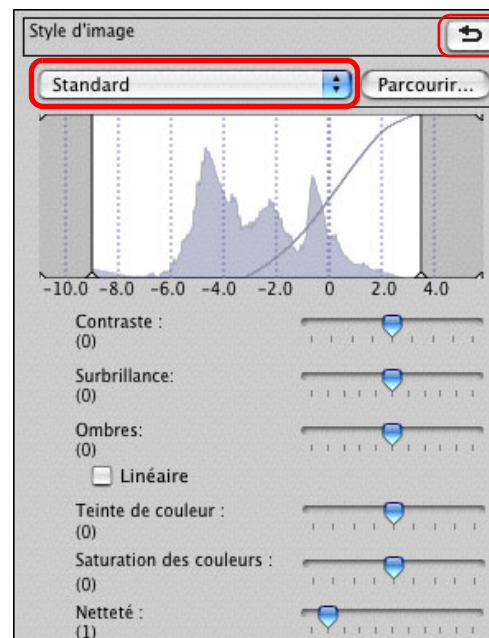 Style d'image
Standard
Parcourir...
-10.0 -8.0 -6.0 -4.0 -2.0 0 2.0 4.0
Contraste :
(0)
Surbrillance:
(0)
Ombres:
(0)
Linéaire
Teinte de couleur :
(0)
Saturation des couleurs :
(0)
Netteté :
(1)